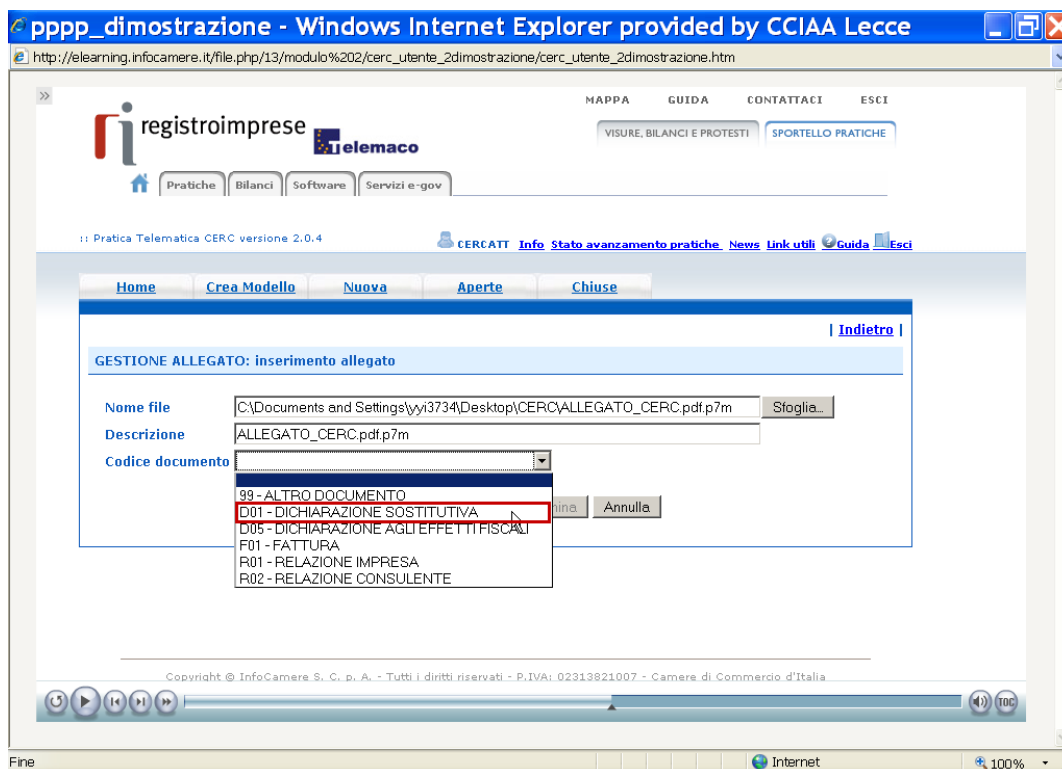 pppp_dimostrazione - Windows Internet Explorer provided by CCIAA Lecce
http://elearning.infocamere.it/file.php/13/modulo%202/cerc_utente_2dimostrazione/cerc_utente_2dimostrazione.htm
MAPPA GUIDA CONTATTACI ESCI
registroimprese
Telemaco
VISURE, BILANCI E PROTESTI SPORTELLO PRATICHE
Pratiche Bilanci Software Servizi e-gov
:: Pratica Telematica CERC versione 2.0.4
CERCATT Info Stato avanzamento pratiche News Link utili Guida Esci
Home Crea Modello Nuova Aperte Chiuse
| Indietro |
GESTIONE ALLEGATO: inserimento allegato
Nome file C:\Documents and Settings\yyi3734\Desktop\CERC\ALLEGATO_CERC.pdf.p7m Sfoglia...
Descrizione ALLEGATO_CERC.pdf.p7m
Codice documento
99 - ALTRO DOCUMENTO
D01 - DICHIARAZIONE SOSTITUTIVA
Annulla
D05 - DICHIARAZIONE AGLI EFFETTI FISCALI
F01 - FATTURA
R01 - RELAZIONE IMPRESA
R02 - RELAZIONE CONSULENTE
Copyright © InfoCamere S. C. p. A. - Tutti i diritti riservati - P.IVA: 02313821007 - Camere di Commercio d'Italia
TOC
Fine Internet 100%